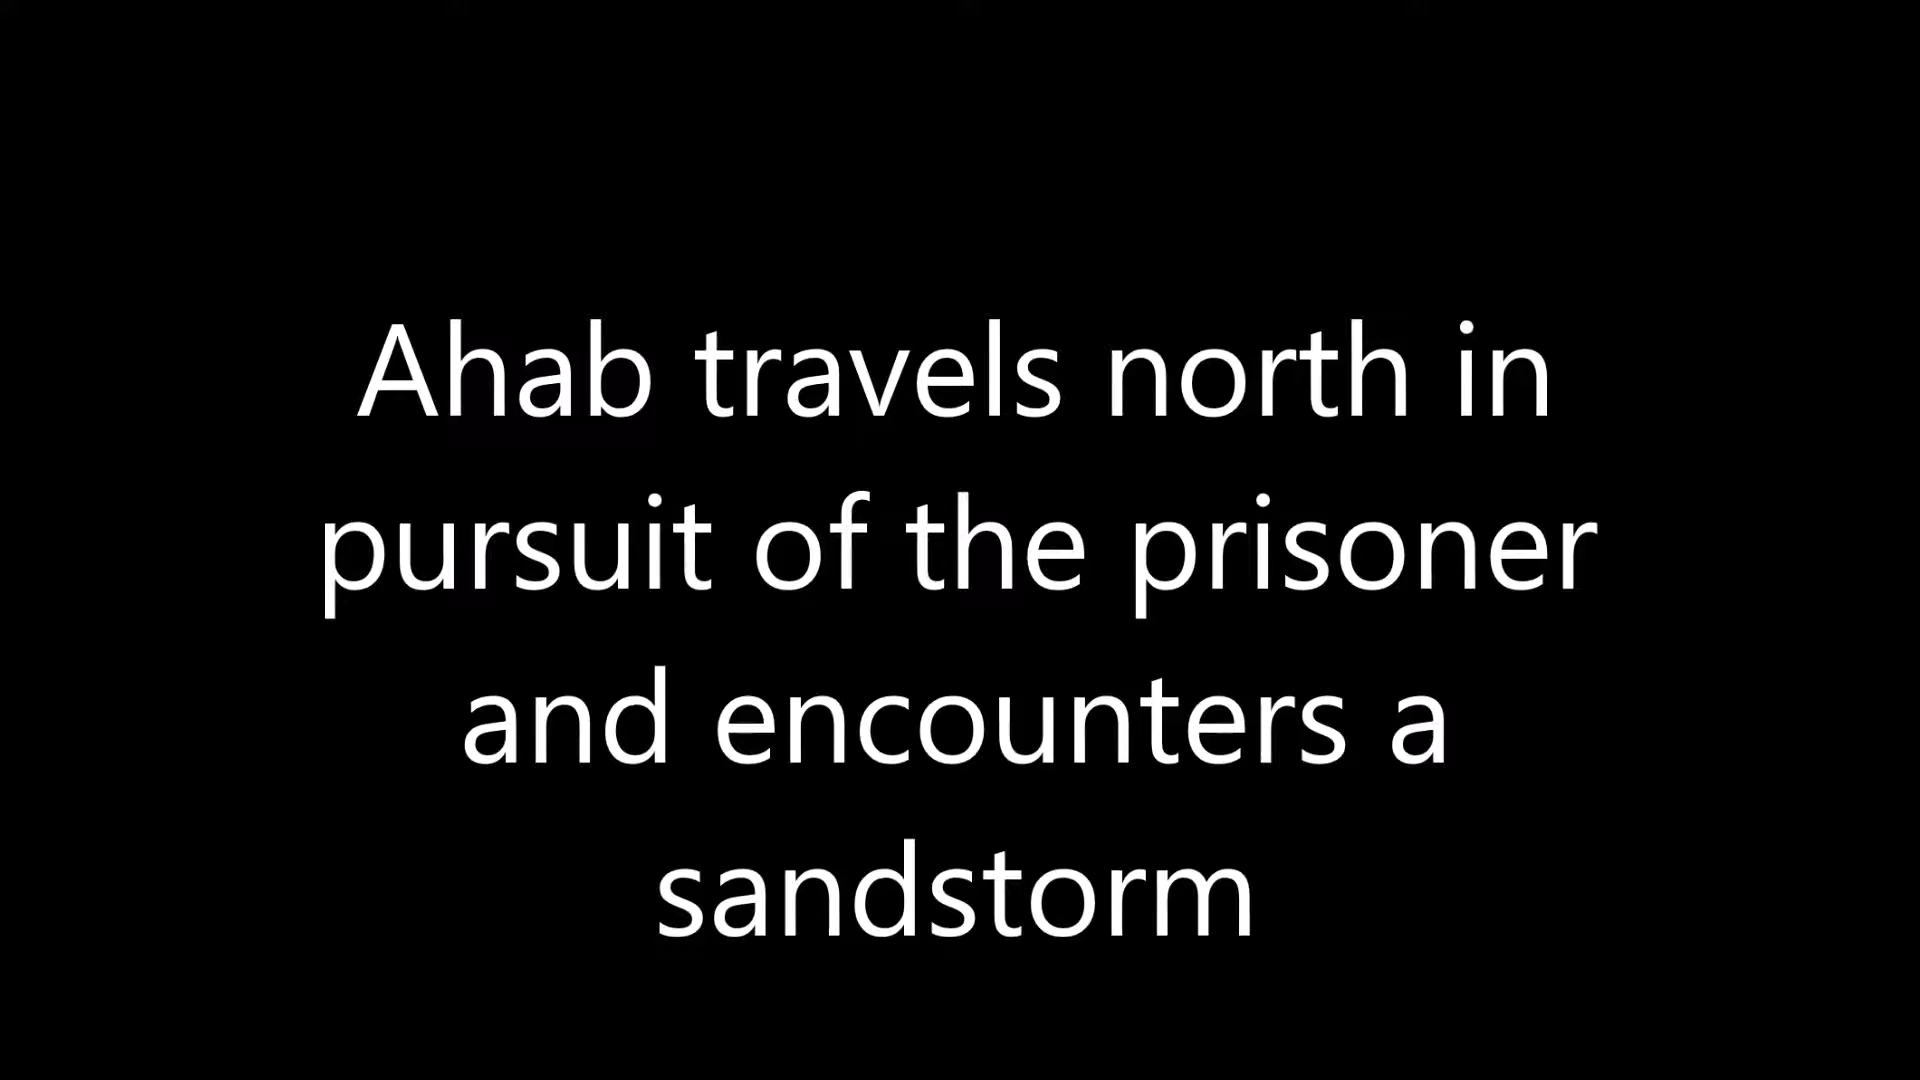 Ahab travels north in
pursuit of the prisoner
and encounters a
sandstorm